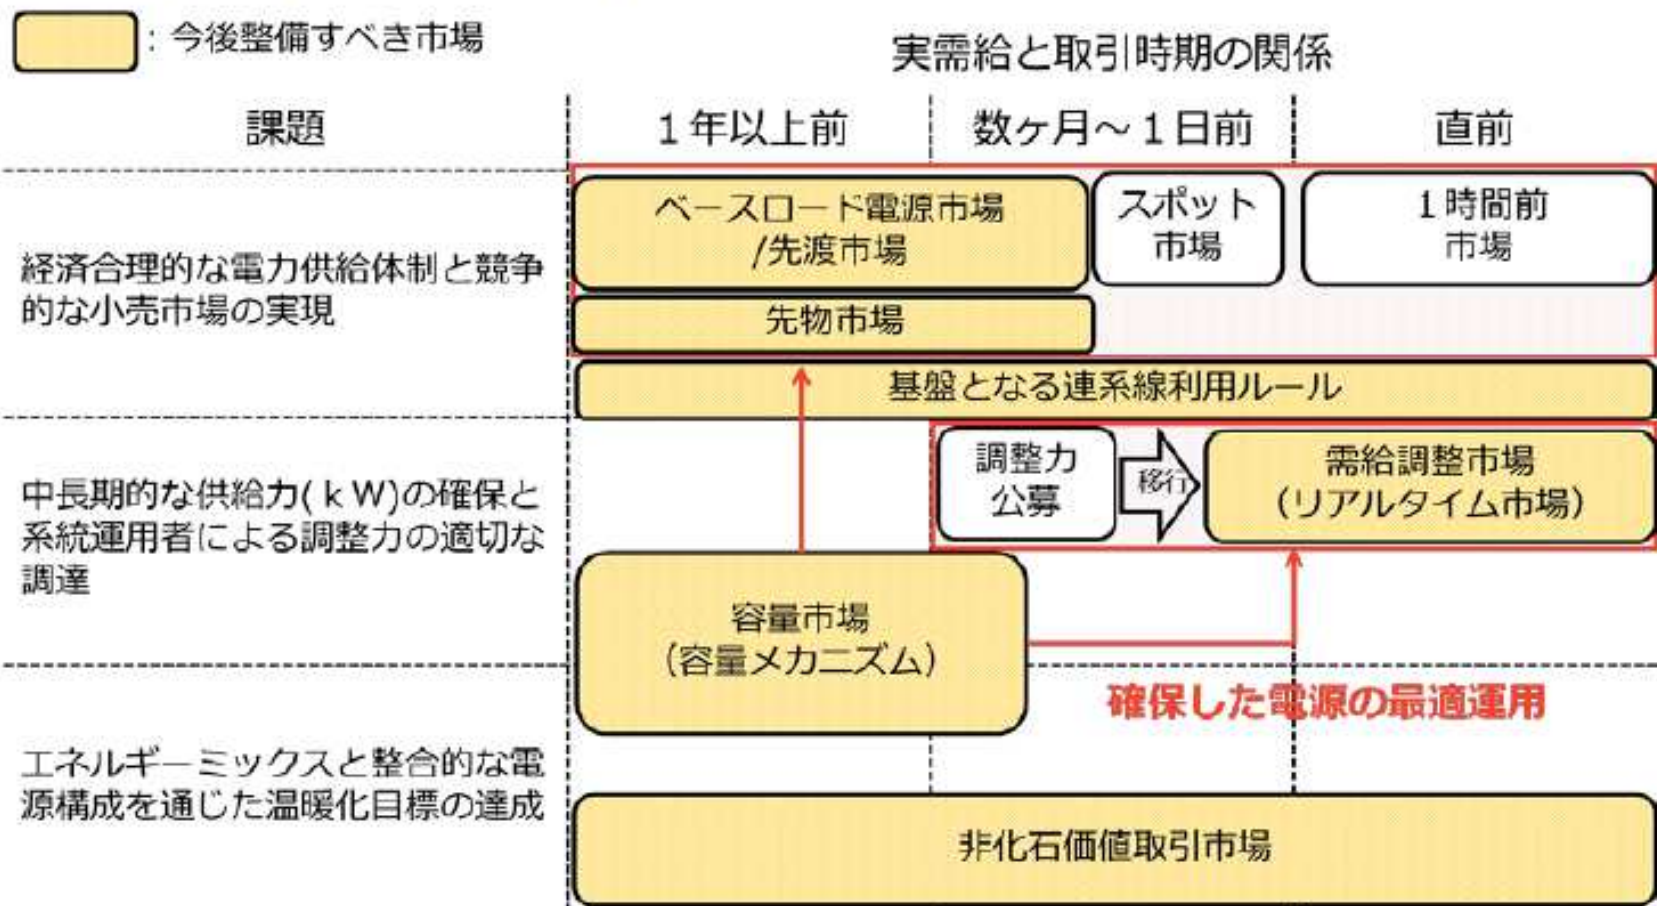 ：今後整備すべき市場
実需給と取引時期の関係
課題
１年以上前
数ヶ月～１日前
直前
経済合理的な電力供給体制と競争
的な小売市場の実現
ベースロード電源市場
/先渡市場
スポット
市場
１時間前
市場
先物市場
基盤となる連系線利用ルール
中長期的な供給力(ｋW)の確保と
系統運用者による調整力の適切な
調達
調整力
公募
移行
需給調整市場
（リアルタイム市場）
容量市場
（容量メカニズム）
確保した電源の最適運用
エネルギーミックスと整合的な電
源構成を通じた温暖化目標の達成
非化石価値取引市場